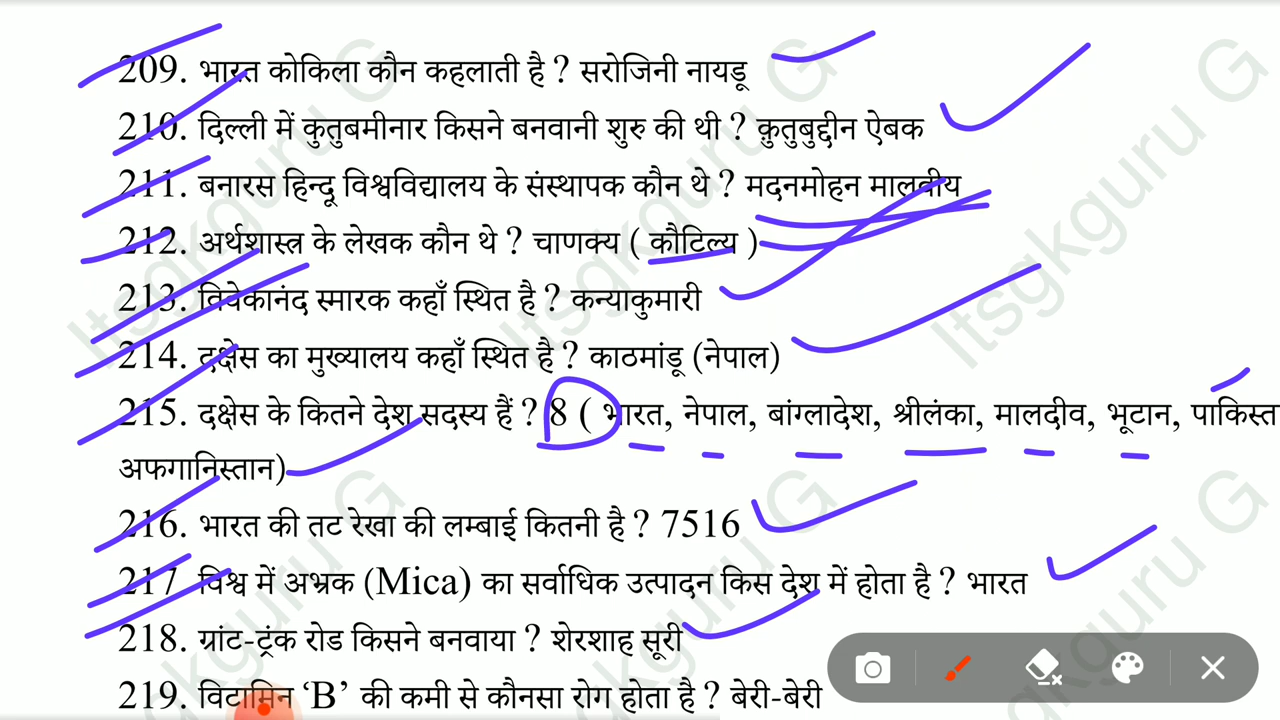 209. भारत कोकिला कौन कहलाती है ? सरोजिनी नायडू
210. दिल्ली में कुतुबमीनार किसने बनवानी शुरु की थी ? क़ुतुबुद्दीन ऐबक
211. बनारस हिन्दू विश्वविद्यालय के संस्थापक कौन थे ? मदनमोहन मालवीय
212. अर्थशास्त्र के लेखक कौन थे ? चाणक्य ( कौटिल्य )
213. विवेकानंद स्मारक कहाँ स्थित है ? कन्याकुमारी
214. दक्षेस का मुख्यालय कहाँ स्थित है ? काठमांडू (नेपाल)
215. दक्षेस के कितने देश सदस्य हैं ? 8 ( भारत, नेपाल, बांग्लादेश, श्रीलंका, मालदीव, भूटान, पाकिस्ता
अफगानिस्तान)
216. भारत की तट रेखा की लम्बाई कितनी है ? 7516
217. विश्व में अभ्रक (Mica) का सर्वाधिक उत्पादन किस देश में होता है ? भारत
218. ग्रांट-ट्रंक रोड किसने बनवाया ? शेरशाह सूरी
219. विटामिन ‘B’ की कमी से कौनसा रोग होता है ? बेरी-बेरी
Itsgkguru G
Itsgkguru G
Itsgkguru G